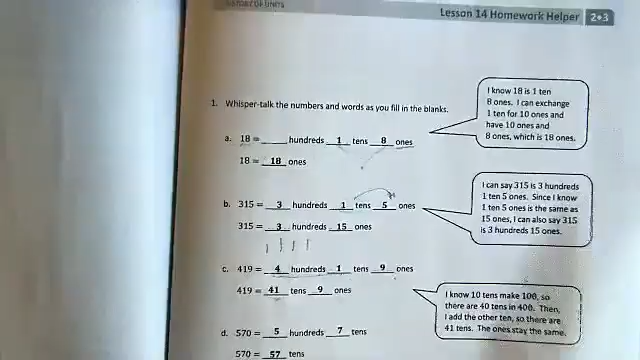 A STORY OF UNITS
Lesson 14 Homework Helper 2•3
1. Whisper-talk the numbers and words as you fill in the blanks.
I know 18 is 1 ten
8 ones. I can exchange
1 ten for 10 ones and
have 10 ones and
8 ones, which is 18 ones.
a. 18 = ____ hundreds 1 tens 8 ones
18 = 18 ones
I can say 315 is 3 hundreds
1 ten 5 ones. Since I know
1 ten 5 ones is the same as
15 ones, I can also say 315
is 3 hundreds 15 ones.
b. 315 = 3 hundreds 1 tens 5 ones
315 = 3 hundreds 15 ones
c. 419 = 4 hundreds 1 tens 9 ones
419 = 41 tens 9 ones
I know 10 tens make 100, so
there are 40 tens in 400. Then,
I add the other ten, so there are
41 tens. The ones stay the same.
d. 570 = 5 hundreds 7 tens
570 = 57 tens